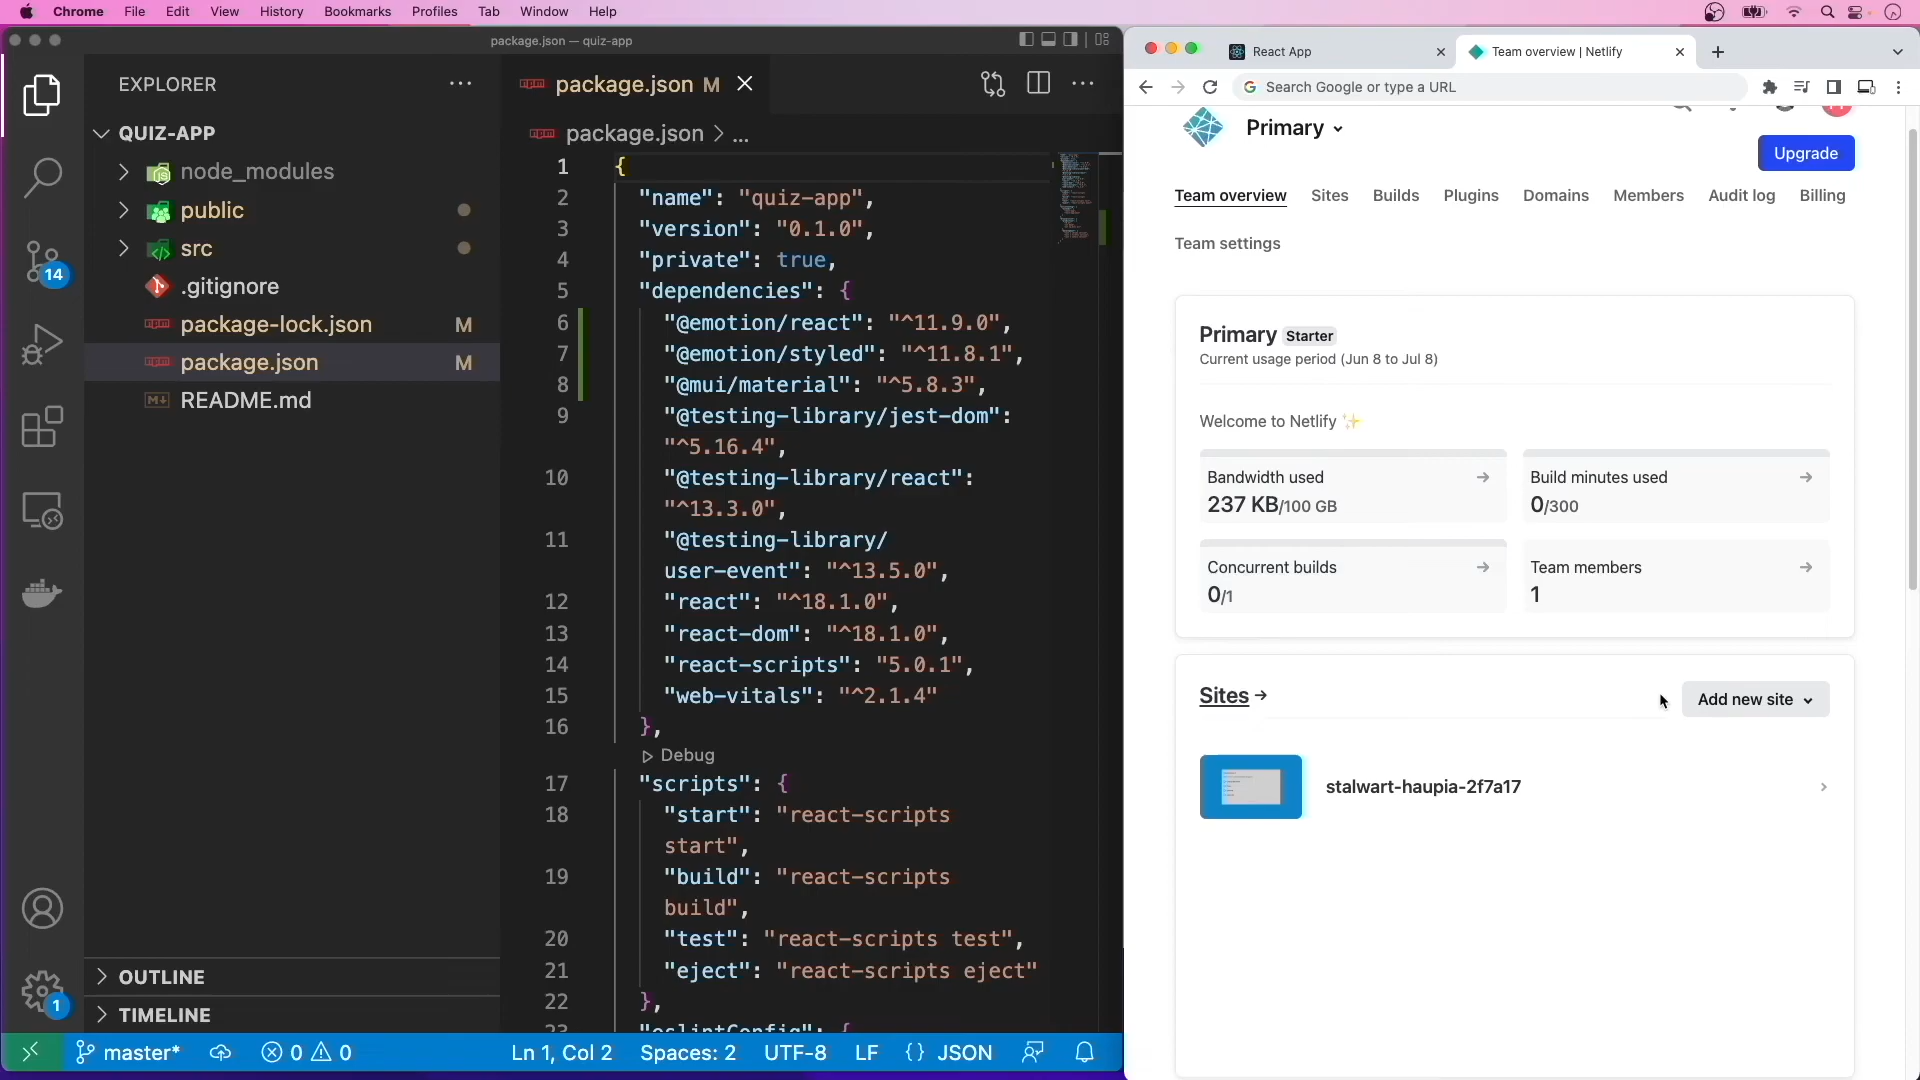 Chrome File Edit View History Bookmarks Profiles Tab Window Help
package.json — quiz-app
EXPLORER
QUIZ-APP
node_modules
public
src
.gitignore
package-lock.json M
package.json M
README.md
14
1
OUTLINE
TIMELINE
package.json M
package.json > ...
1 {
2 "name": "quiz-app",
3 "version": "0.1.0",
4 "private": true,
5 "dependencies": {
6 "@emotion/react": "^11.9.0",
7 "@emotion/styled": "^11.8.1",
8 "@mui/material": "^5.8.3",
9 "@testing-library/jest-dom":
"^5.16.4",
10 "@testing-library/react":
"^13.3.0",
11 "@testing-library/
user-event": "^13.5.0",
12 "react": "^18.1.0",
13 "react-dom": "^18.1.0",
14 "react-scripts": "5.0.1",
15 "web-vitals": "^2.1.4"
16 },
Debug
17 "scripts": {
18 "start": "react-scripts
start",
19 "build": "react-scripts
build",
20 "test": "react-scripts test",
21 "eject": "react-scripts eject"
22 },
23 "eslintConfig": {
master* 0 0 Ln 1, Col 2 Spaces: 2 UTF-8 LF {} JSON
React App
Team overview | Netlify
Search Google or type a URL
Primary
Upgrade
Team overview Sites Builds Plugins Domains Members Audit log Billing
Team settings
Primary Starter
Current usage period (Jun 8 to Jul 8)
Welcome to Netlify ✨
Bandwidth used →
237 KB/100 GB
Build minutes used →
0/300
Concurrent builds →
0/1
Team members →
1
Sites →
Add new site
stalwart-haupia-2f7a17